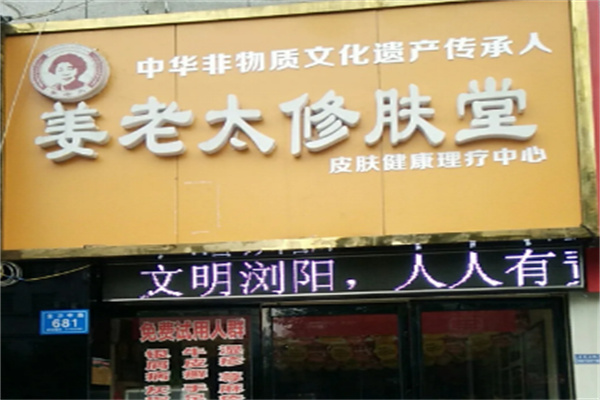 中华非物质文化遗产传承人
姜老太修肤堂
皮肤健康理疗中心
文明浏阳，人人有
681
免费试用人群